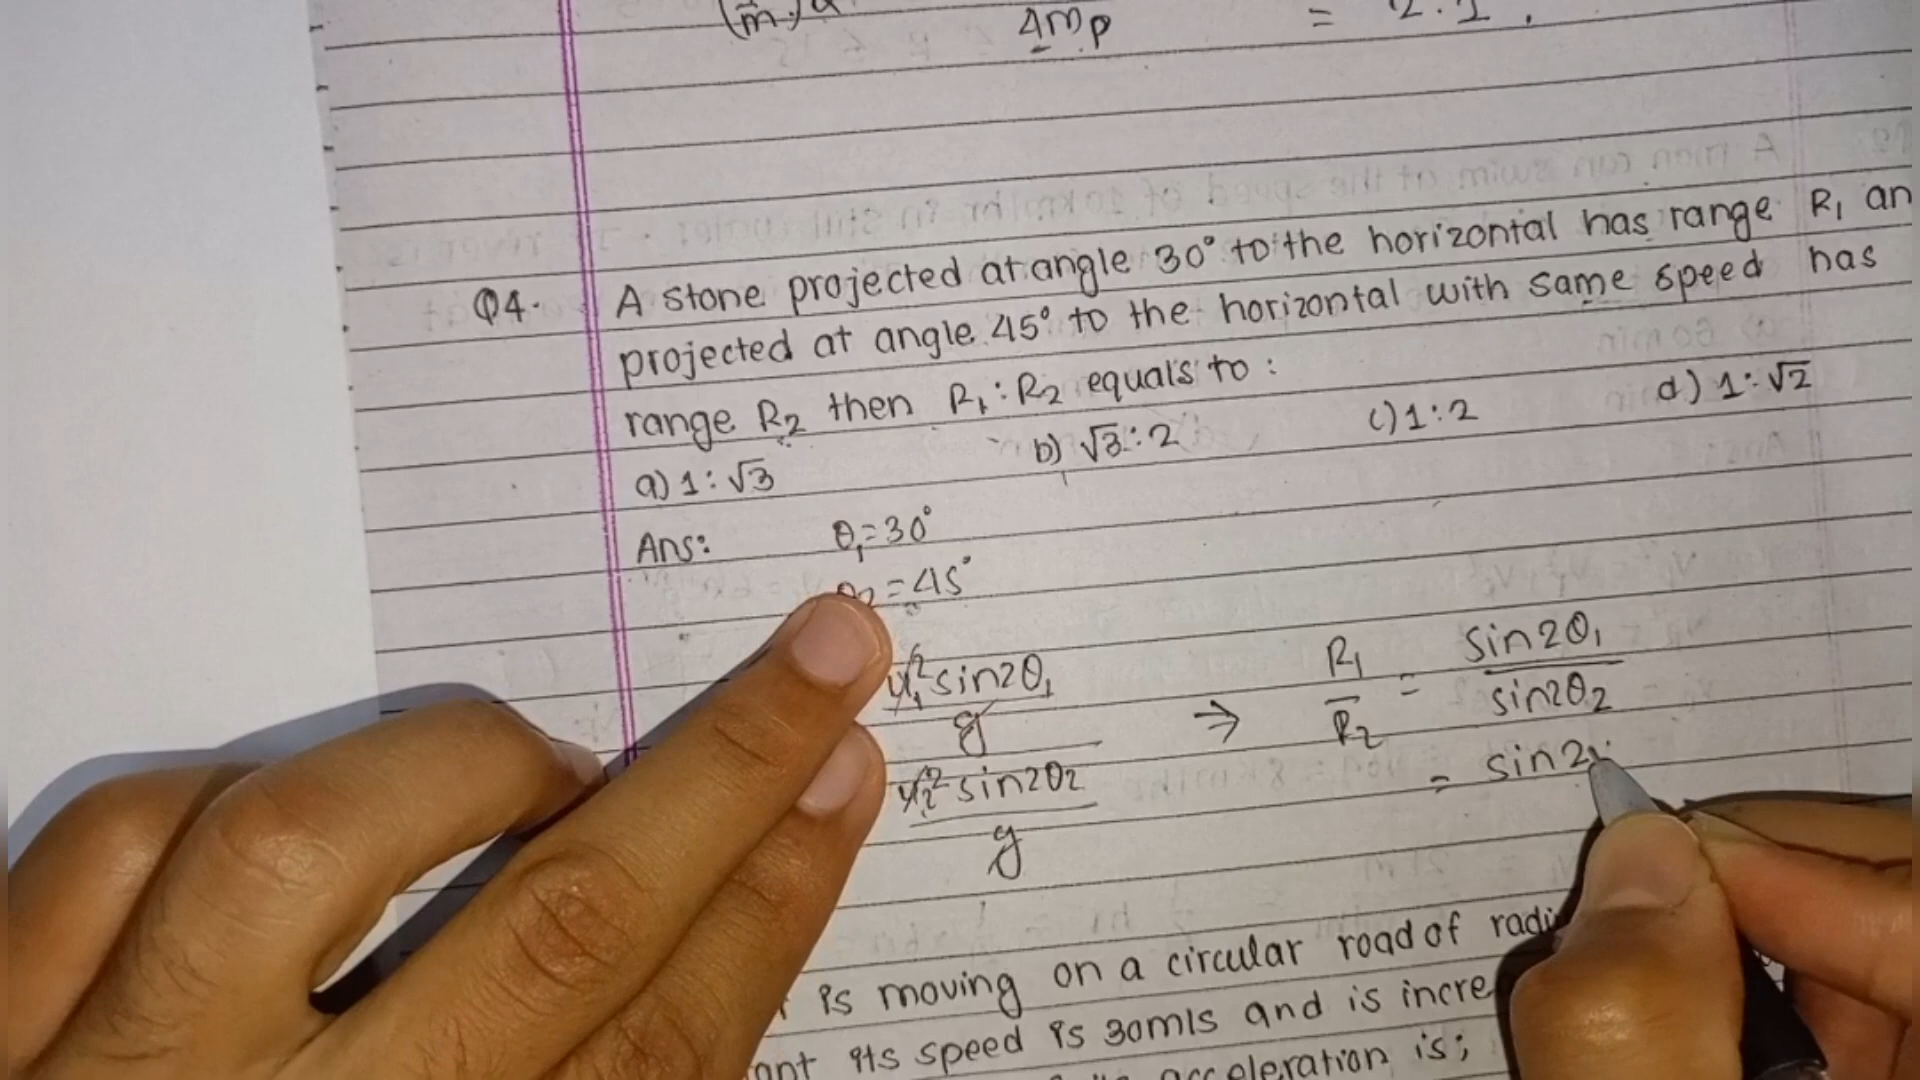 4mp = 2:1.
Q4. A stone projected at angle 30° to the horizontal has range R₁ an
projected at angle 45° to the horizontal with same speed has
range R₂ then R₁:R₂ equals to :
a) 1:√3 b) √3:2 c) 1:2 d) 1:√2
Ans: θ₁=30°
θ₂=45°
u₁² sin2θ₁
g
u₂² sin2θ₂
g
⇒ R₁/R₂ = sin2θ₁/sin2θ₂
= sin2
is moving on a circular road of radi
its speed is 30m/s and is incre
acceleration is;